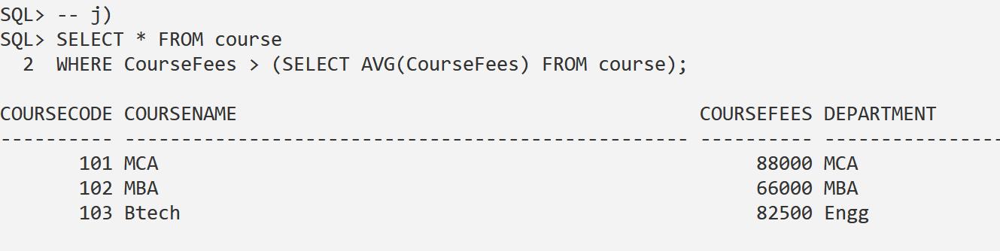 SQL> -- j)
SQL> SELECT * FROM course
  2  WHERE CourseFees > (SELECT AVG(CourseFees) FROM course);

COURSECODE COURSENAME                                         COURSEFEES DEPARTMENT
---------- -------------------------------------------------- ---------- ----------------
       101 MCA                                                     88000 MCA
       102 MBA                                                     66000 MBA
       103 Btech                                                   82500 Engg